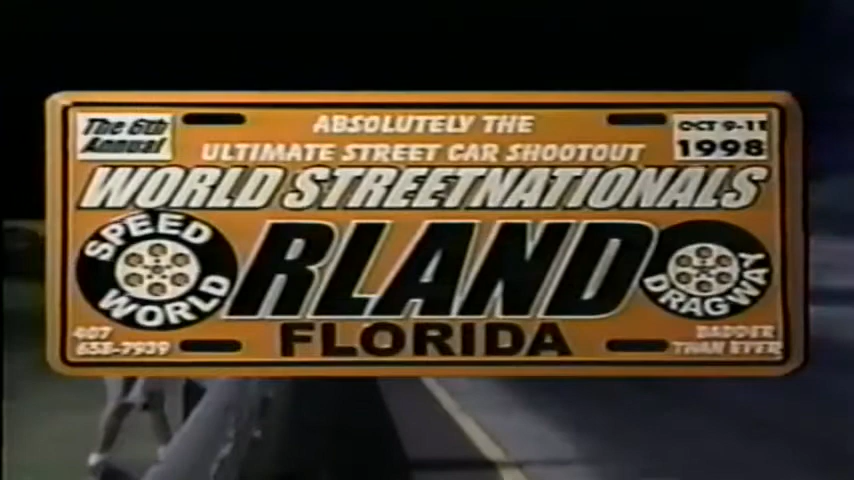 The 6th
Annual
ABSOLUTELY THE
ULTIMATE STREET CAR SHOOTOUT
OCT 9-11
1998
WORLD STREETNATIONALS
SPEED
WORLD
RLAND
DRAGWAY
FLORIDA
407
658-7939
BADDER
THAN EVER